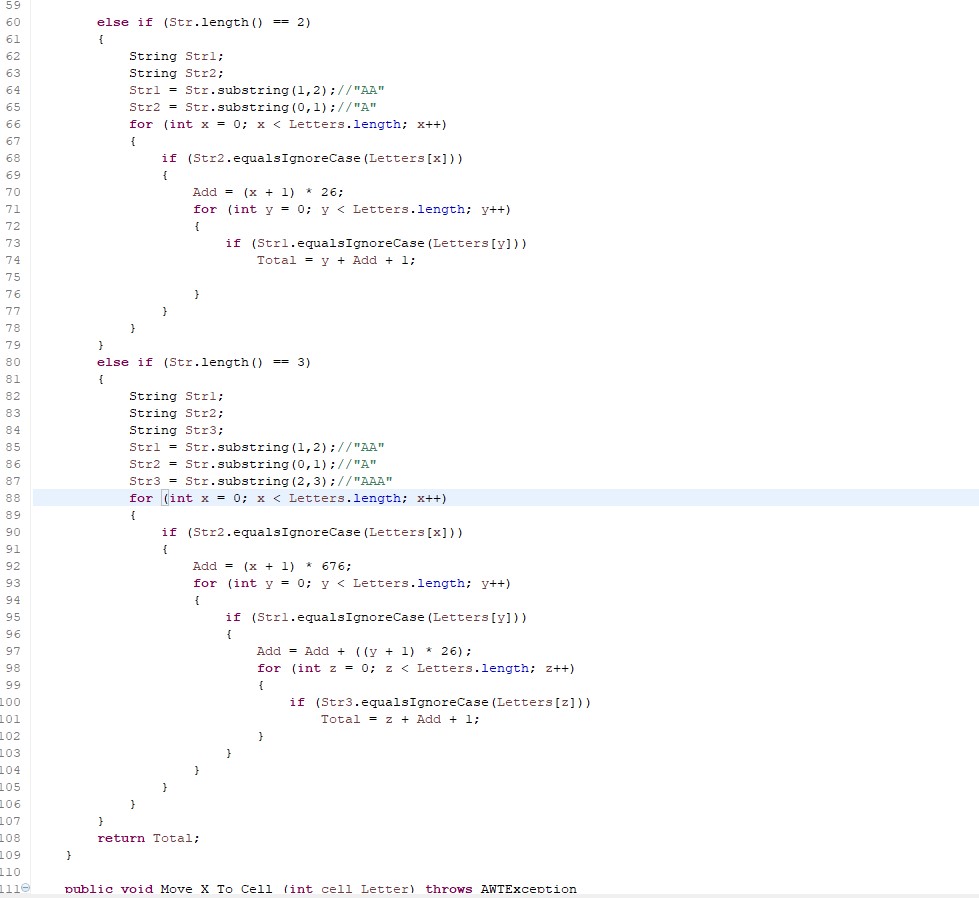 59
60 else if (Str.length() == 2)
61 {
62 String Str1;
63 String Str2;
64 Str1 = Str.substring(1,2);//"AA"
65 Str2 = Str.substring(0,1);//"A"
66 for (int x = 0; x < Letters.length; x++)
67 {
68 if (Str2.equalsIgnoreCase(Letters[x]))
69 {
70 Add = (x + 1) * 26;
71 for (int y = 0; y < Letters.length; y++)
72 {
73 if (Str1.equalsIgnoreCase(Letters[y]))
74 Total = y + Add + 1;
75
76 }
77 }
78 }
79 }
80 else if (Str.length() == 3)
81 {
82 String Str1;
83 String Str2;
84 String Str3;
85 Str1 = Str.substring(1,2);//"AA"
86 Str2 = Str.substring(0,1);//"A"
87 Str3 = Str.substring(2,3);//"AAA"
88 for (int x = 0; x < Letters.length; x++)
89 {
90 if (Str2.equalsIgnoreCase(Letters[x]))
91 {
92 Add = (x + 1) * 676;
93 for (int y = 0; y < Letters.length; y++)
94 {
95 if (Str1.equalsIgnoreCase(Letters[y]))
96 {
97 Add = Add + ((y + 1) * 26);
98 for (int z = 0; z < Letters.length; z++)
99 {
100 if (Str3.equalsIgnoreCase(Letters[z]))
101 Total = z + Add + 1;
102 }
103 }
104 }
105 }
106 }
107 }
108 return Total;
109 }
110
111 public void Move_X_To_Cell (int cell_Letter) throws AWTException